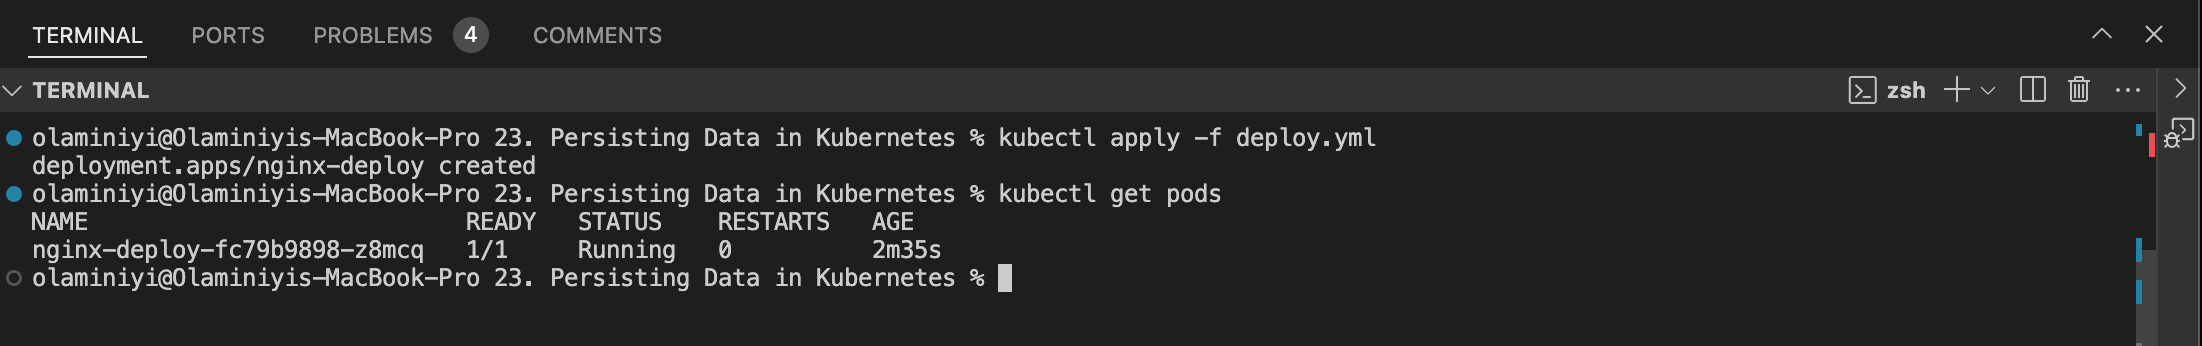 TERMINAL PORTS PROBLEMS 4 COMMENTS
TERMINAL zsh
olaminiyi@Olaminiyis-MacBook-Pro 23. Persisting Data in Kubernetes % kubectl apply -f deploy.yml
deployment.apps/nginx-deploy created
olaminiyi@Olaminiyis-MacBook-Pro 23. Persisting Data in Kubernetes % kubectl get pods
NAME READY STATUS RESTARTS AGE
nginx-deploy-fc79b9898-z8mcq 1/1 Running 0 2m35s
olaminiyi@Olaminiyis-MacBook-Pro 23. Persisting Data in Kubernetes %